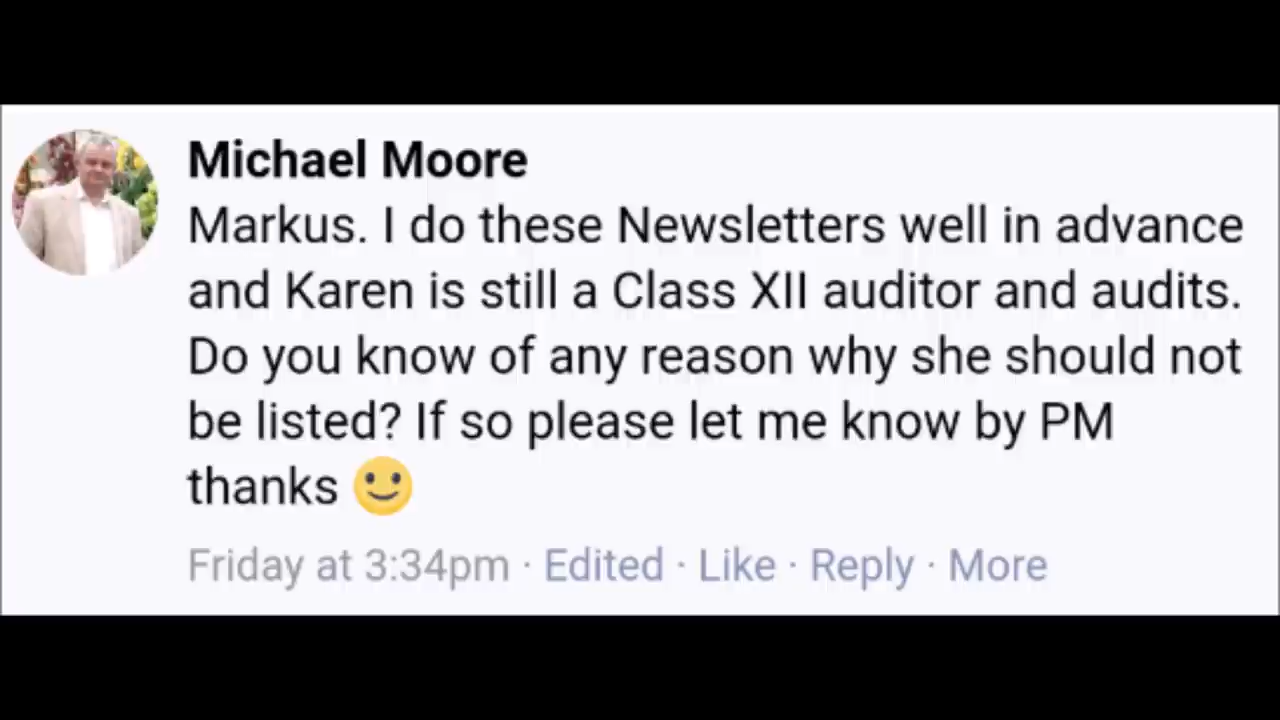 Michael Moore
Markus. I do these Newsletters well in advance
and Karen is still a Class XII auditor and audits.
Do you know of any reason why she should not
be listed? If so please let me know by PM
thanks 🙂
Friday at 3:34pm · Edited · Like · Reply · More